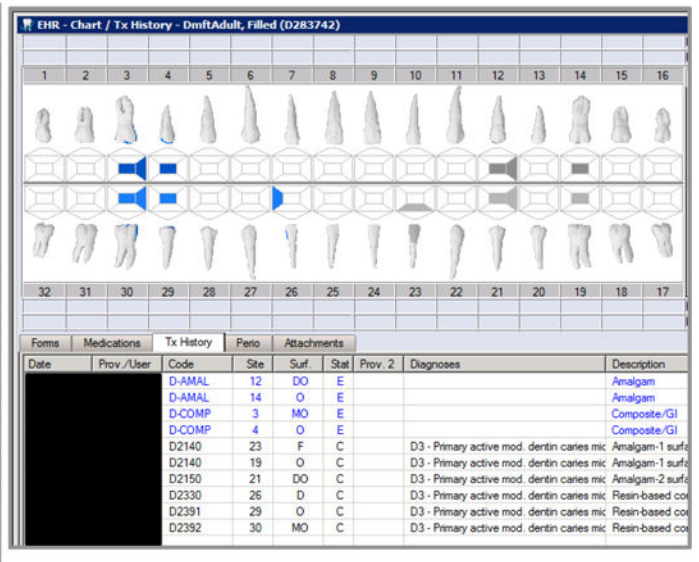 EHR - Chart / Tx History - DmftAdult, Filled (D283742)
1 2 3 4 5 6 7 8 9 10 11 12 13 14 15 16
32 31 30 29 28 27 26 25 24 23 22 21 20 19 18 17
Forms Medications Tx History Perio Attachments
Date Prov./User Code Site Surf. Stat Prov. 2 Diagnoses Description
D-AMAL 12 DO E Amalgam
D-AMAL 14 O E Amalgam
D-COMP 3 MO E Composite/GI
D-COMP 4 O E Composite/GI
D2140 23 F C D3 - Primary active mod. dentin caries mic Amalgam-1 surfa
D2140 19 O C D3 - Primary active mod. dentin caries mic Amalgam-1 surfa
D2150 21 DO C D3 - Primary active mod. dentin caries mic Amalgam-2 surfa
D2330 26 D C D3 - Primary active mod. dentin caries mic Resin-based cor
D2391 29 O C D3 - Primary active mod. dentin caries mic Resin-based cor
D2392 30 MO C D3 - Primary active mod. dentin caries mic Resin-based cor